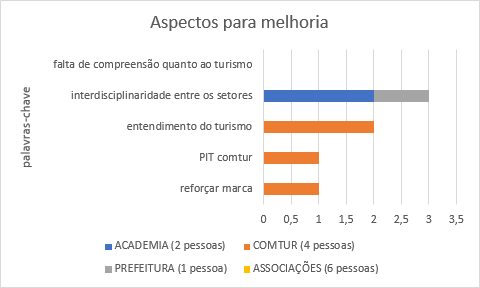 Aspectos para melhoria
palavras-chave
falta de compreensão quanto ao turismo
interdisciplinaridade entre os setores
entendimento do turismo
PIT comtur
reforçar marca
0 0,5 1 1,5 2 2,5 3 3,5
ACADEMIA (2 pessoas) COMTUR (4 pessoas)
PREFEITURA (1 pessoa) ASSOCIAÇÕES (6 pessoas)